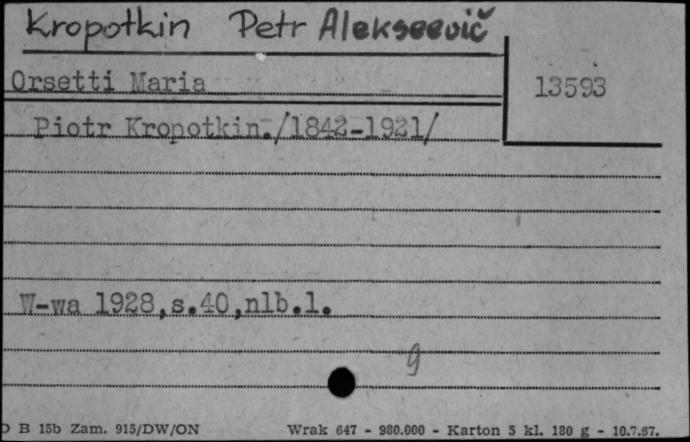 Kropotkin Petr Alekseevič
Orsetti Maria
13593
Piotr Kropotkin./1842-1921/
W-wa 1928,s.40,nlb.1.
g
D B 15b Zam. 915/DW/ON Wrak 647 - 980.000 - Karton 5 kl. 180 g - 10.7.67.